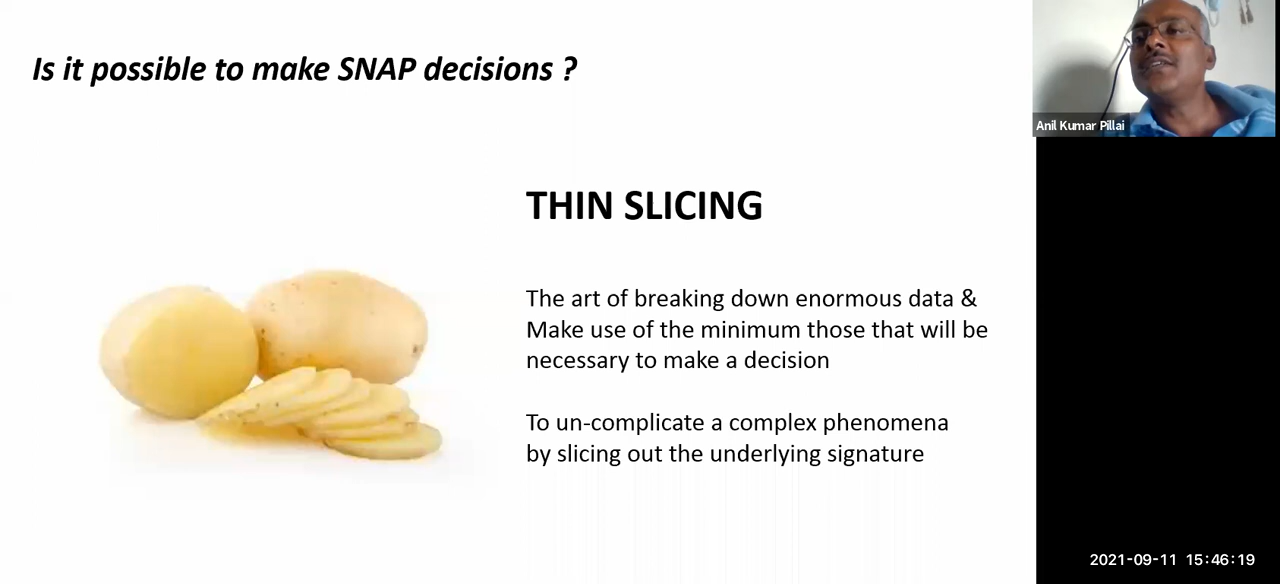 Is it possible to make SNAP decisions ?
Anil Kumar Pillai
THIN SLICING
The art of breaking down enormous data &
Make use of the minimum those that will be
necessary to make a decision
To un-complicate a complex phenomena
by slicing out the underlying signature
2021-09-11 15:46:19